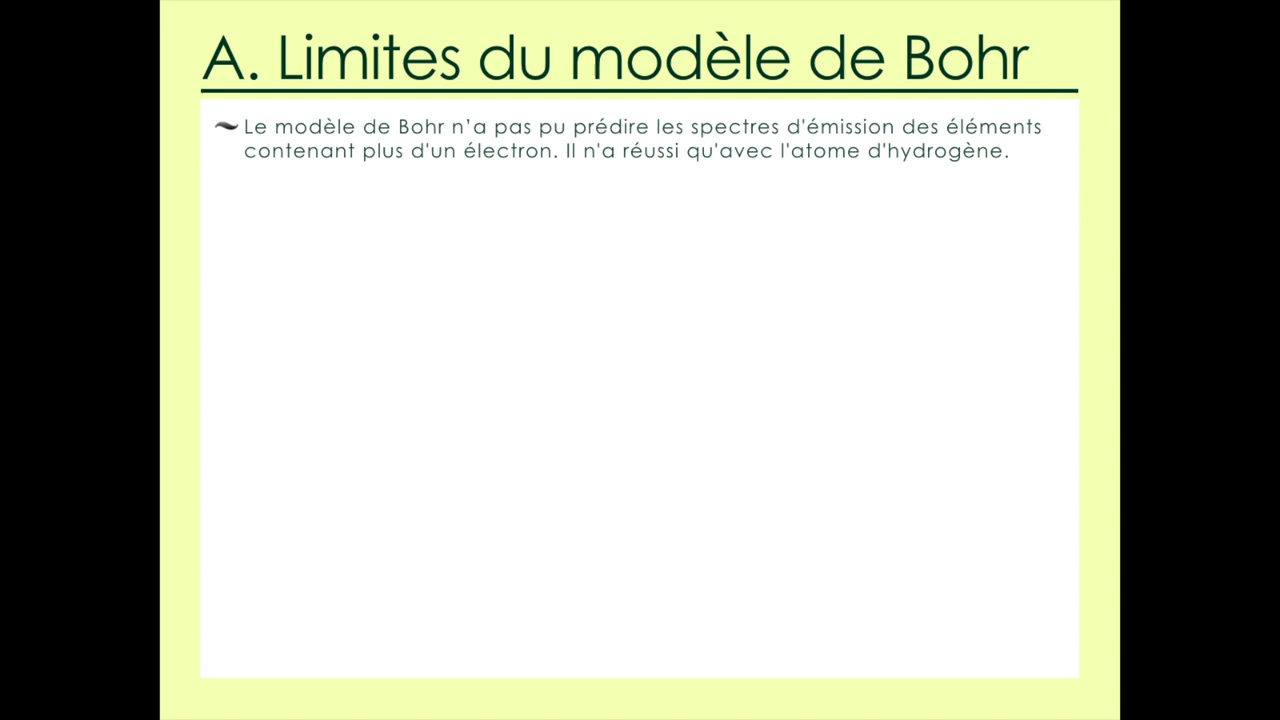 A. Limites du modèle de Bohr
Le modèle de Bohr n’a pas pu prédire les spectres d'émission des éléments
contenant plus d'un électron. Il n'a réussi qu'avec l'atome d'hydrogène.